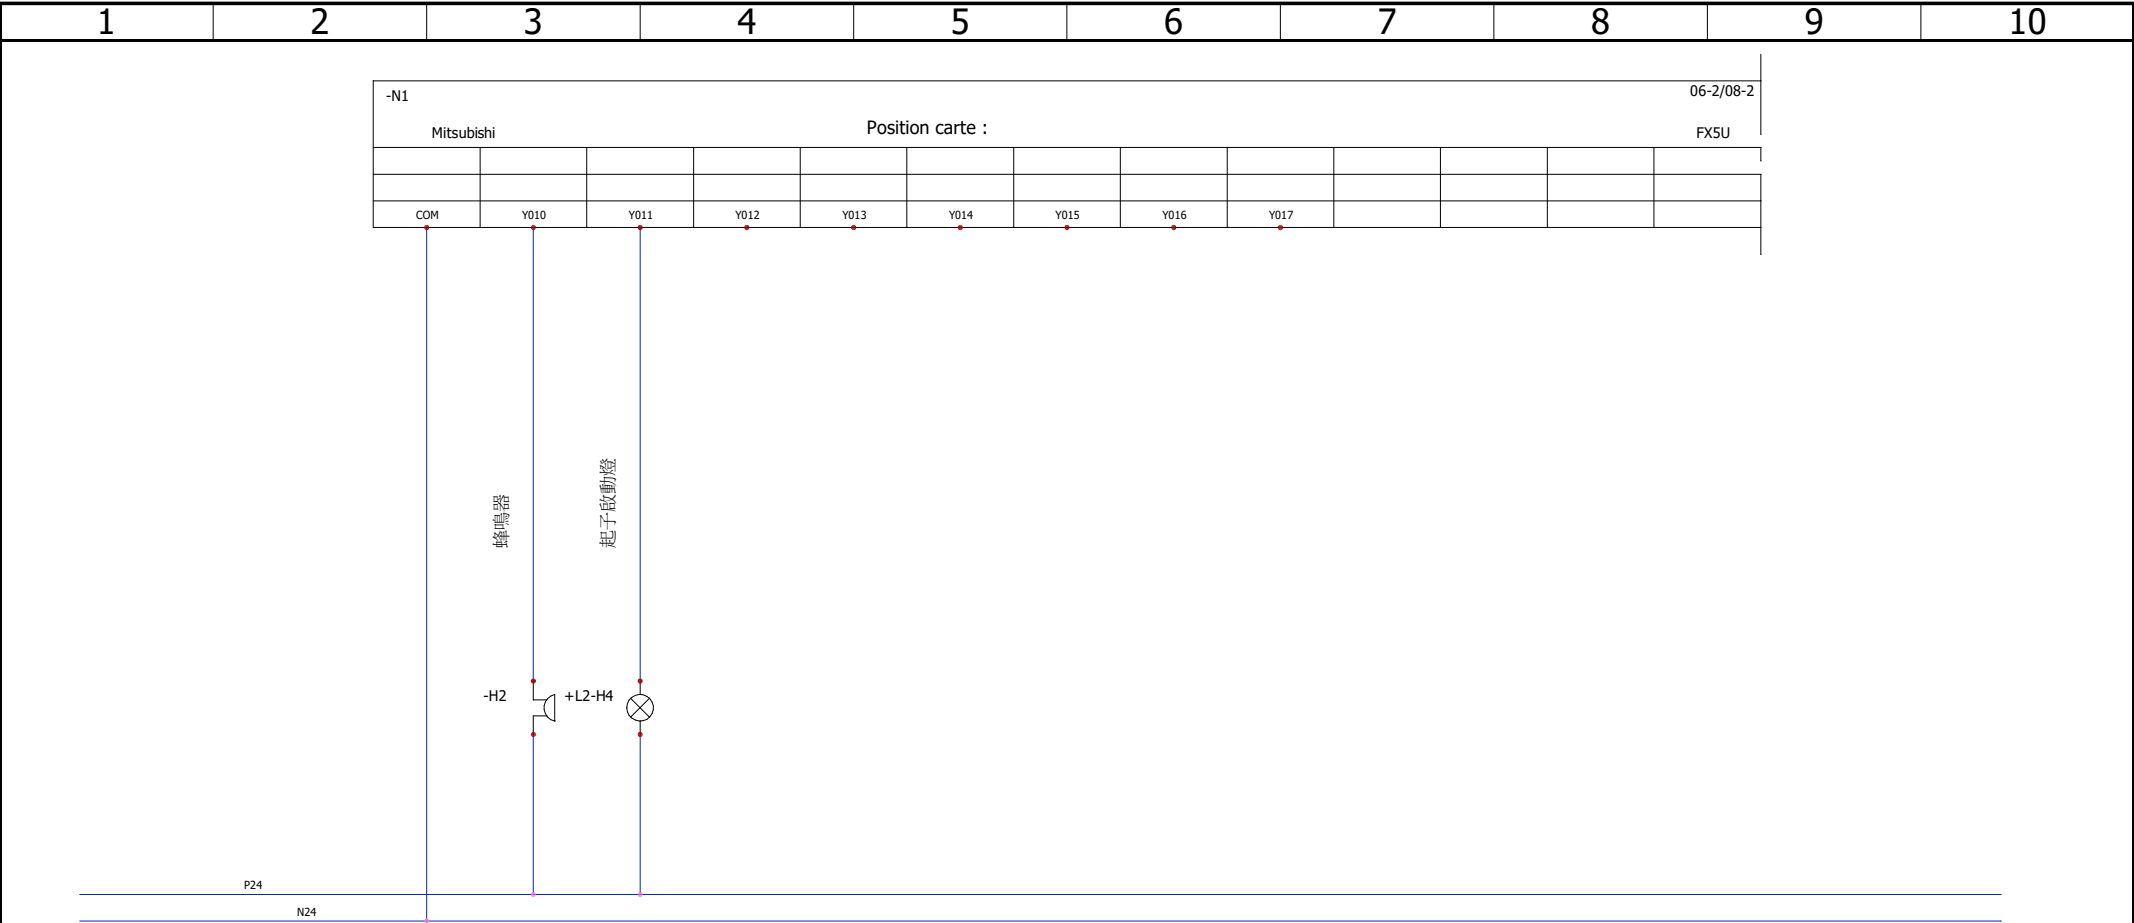 1 2 3 4 5 6 7 8 9 10
-N1 06-2/08-2
Mitsubishi Position carte : FX5U
COM Y010 Y011 Y012 Y013 Y014 Y015 Y016 Y017
蜂鳴器
起子啟動燈
-H2 +L2-H4
P24
N24